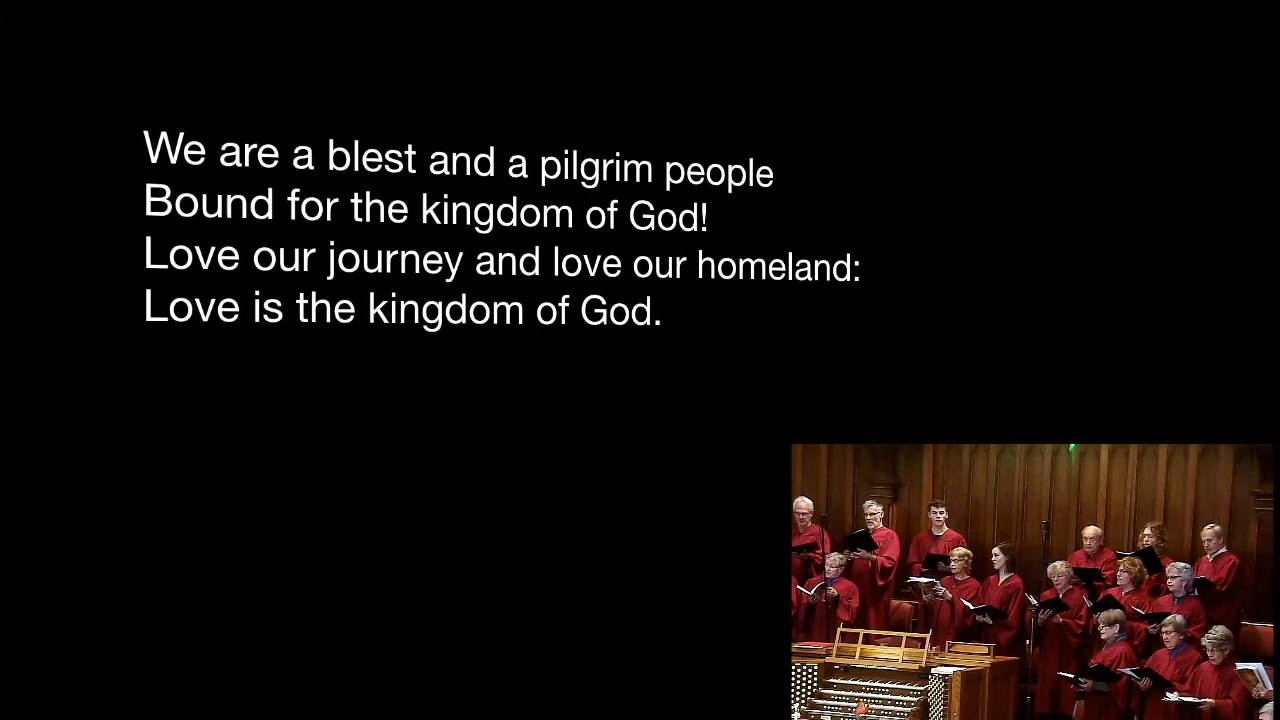 We are a blest and a pilgrim people
Bound for the kingdom of God!
Love our journey and love our homeland:
Love is the kingdom of God.